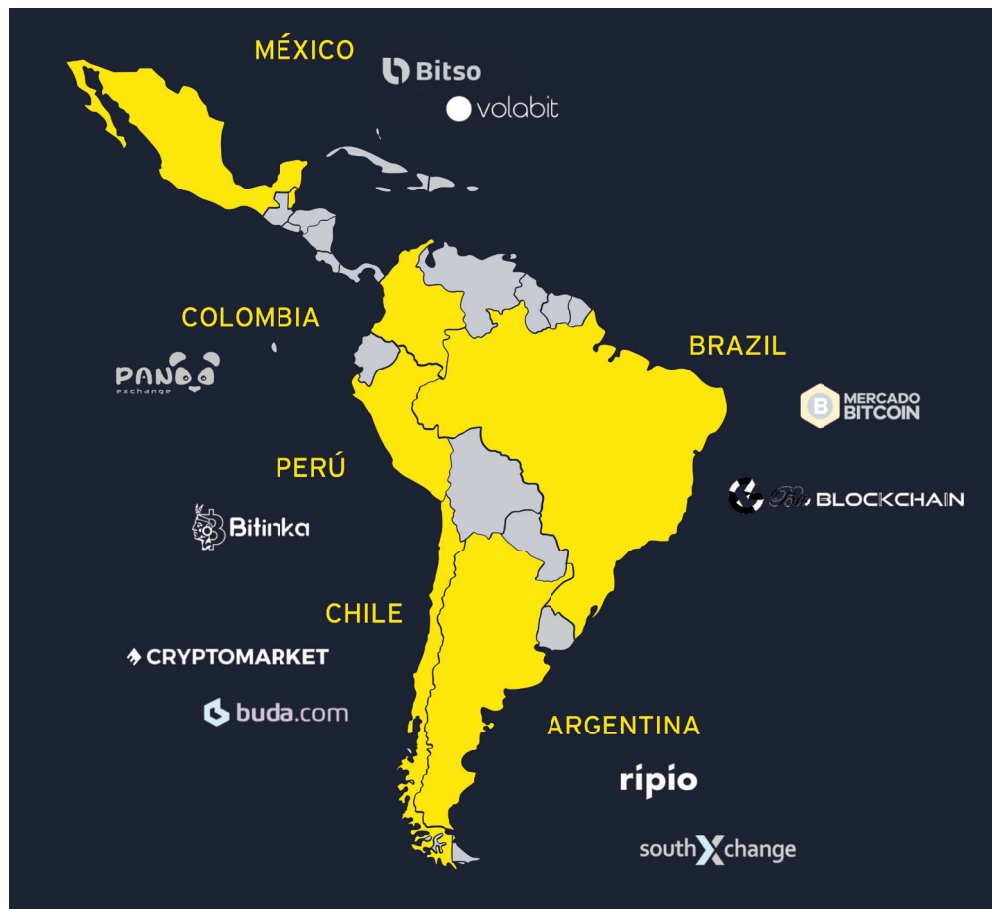 MÉXICO
Bitso
volabit
COLOMBIA
PANDA
exchange
BRAZIL
MERCADO
BITCOIN
PERÚ
BLOCKCHAIN
Bitinka
CHILE
CRYPTOMARKET
buda.com
ARGENTINA
ripio
southXchange